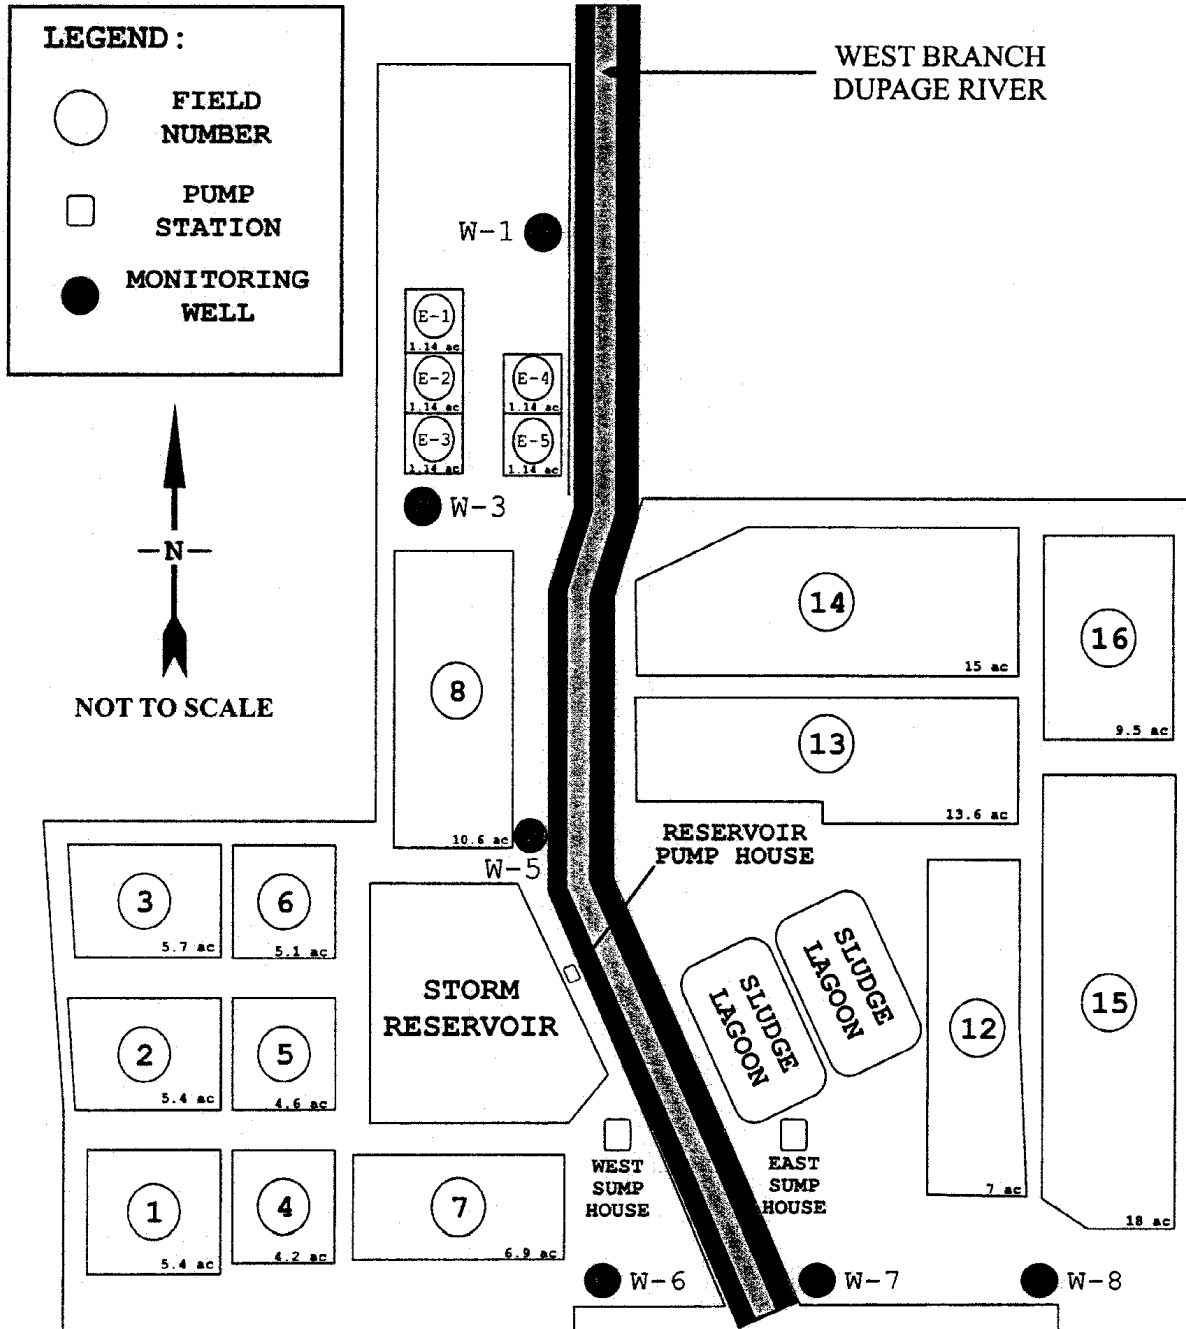 LEGEND:
FIELD
NUMBER
PUMP
STATION
MONITORING
WELL
WEST BRANCH
DUPAGE RIVER
W-1
E-1
1.14 ac
E-2
1.14 ac
E-3
1.14 ac
E-4
1.14 ac
E-5
1.14 ac
W-3
N
NOT TO SCALE
14
15 ac
16
9.5 ac
8
10.6 ac
13
13.6 ac
W-5
RESERVOIR
PUMP HOUSE
3
5.7 ac
6
5.1 ac
STORM
RESERVOIR
SLUDGE
LAGOON
SLUDGE
LAGOON
12
7 ac
15
18 ac
2
5.4 ac
5
4.6 ac
WEST
SUMP
HOUSE
EAST
SUMP
HOUSE
1
5.4 ac
4
4.2 ac
7
6.9 ac
W-6
W-7
W-8